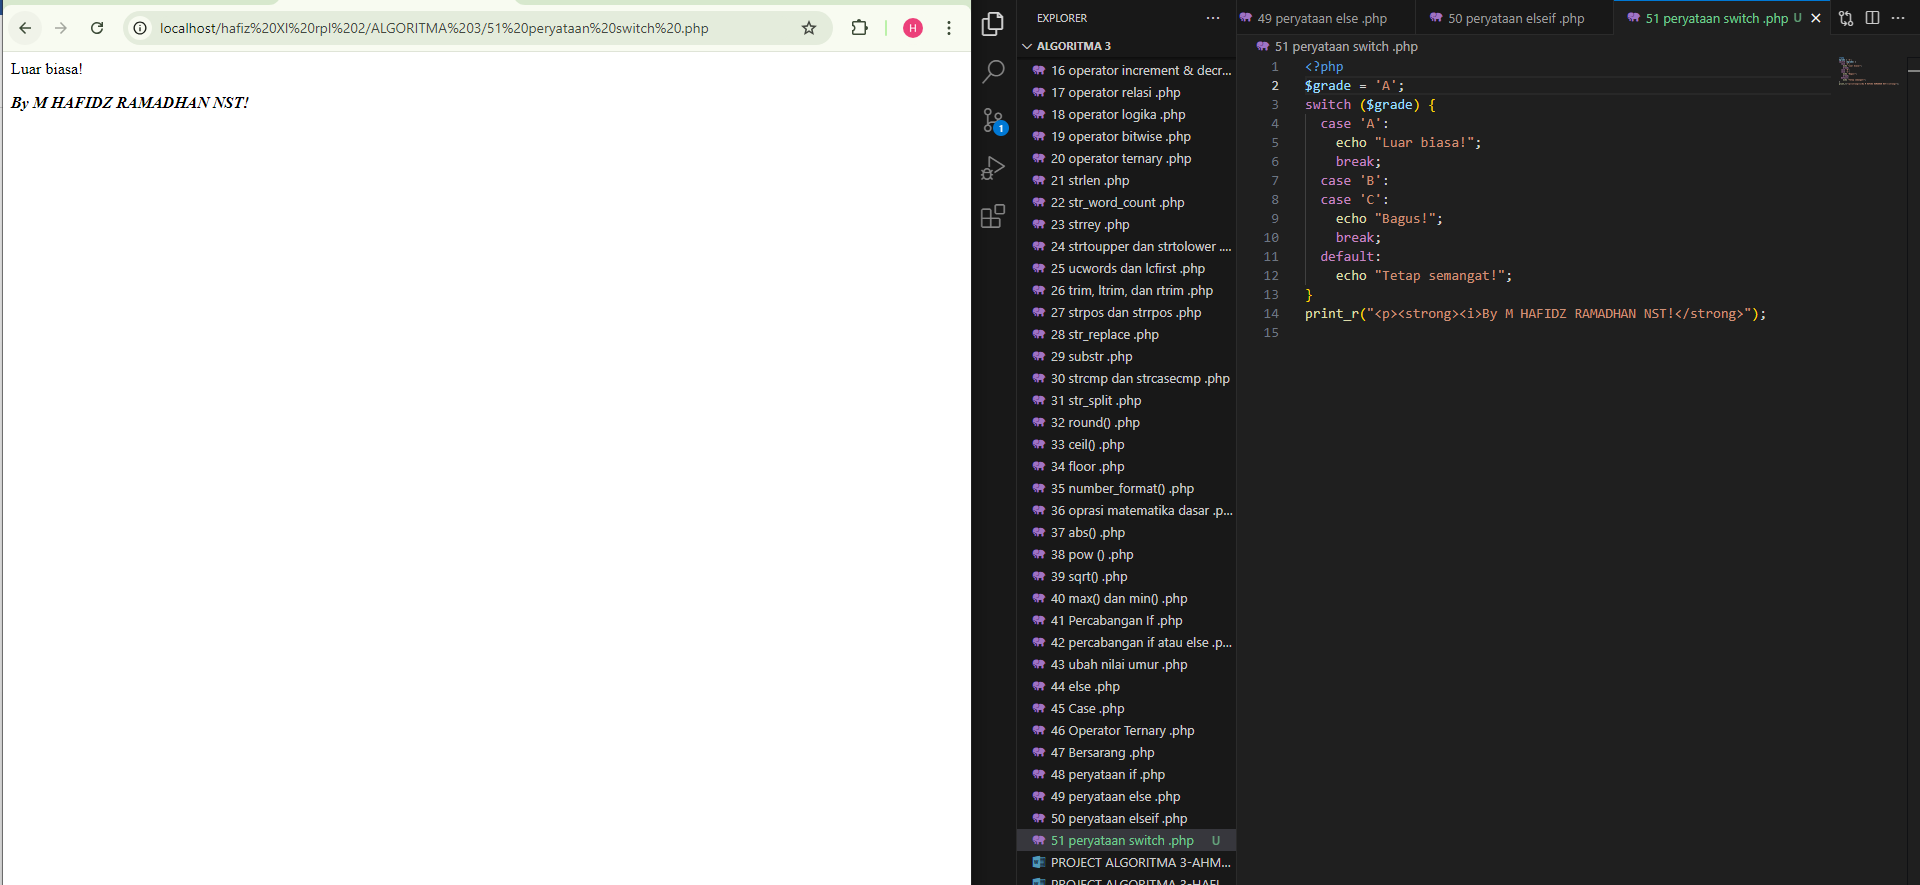 localhost/hafiz%20XI%20rpl%202/ALGORITMA%203/51%20peryataan%20switch%20.php
H
Luar biasa!
By M HAFIDZ RAMADHAN NST!
1
EXPLORER
ALGORITMA 3
16 operator increment & decr...
17 operator relasi .php
18 operator logika .php
19 operator bitwise .php
20 operator ternary .php
21 strlen .php
22 str_word_count .php
23 strrey .php
24 strtoupper dan strtolower ....
25 ucwords dan lcfirst .php
26 trim, ltrim, dan rtrim .php
27 strpos dan strrpos .php
28 str_replace .php
29 substr .php
30 strcmp dan strcasecmp .php
31 str_split .php
32 round() .php
33 ceil() .php
34 floor .php
35 number_format() .php
36 oprasi matematika dasar .p...
37 abs() .php
38 pow () .php
39 sqrt() .php
40 max() dan min() .php
41 Percabangan If .php
42 percabangan if atau else .p...
43 ubah nilai umur .php
44 else .php
45 Case .php
46 Operator Ternary .php
47 Bersarang .php
48 peryataan if .php
49 peryataan else .php
50 peryataan elseif .php
51 peryataan switch .php U
PROJECT ALGORITMA 3-AHM...
PROJECT ALGORITMA 3-HAFI...
49 peryataan else .php
50 peryataan elseif .php
51 peryataan switch .php U
51 peryataan switch .php
1 <?php
2 $grade = 'A';
3 switch ($grade) {
4 case 'A':
5 echo "Luar biasa!";
6 break;
7 case 'B':
8 case 'C':
9 echo "Bagus!";
10 break;
11 default:
12 echo "Tetap semangat!";
13 }
14 print_r("<p><strong><i>By M HAFIDZ RAMADHAN NST!</strong>");
15